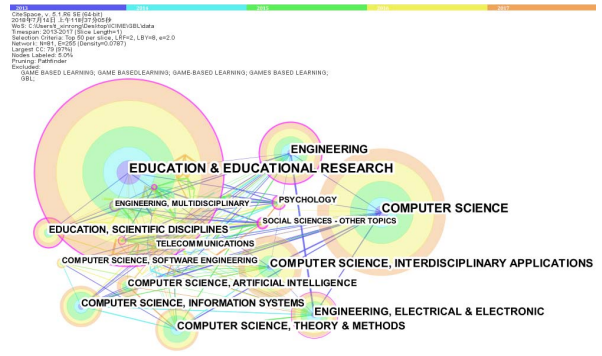 2013 2014 2015 2016 2017
CiteSpace, v. 5.1.R6 SE (64-bit)
2018年7月14日 上午11时37分05秒
WoS: C:\Users\t_xinrong\Desktop\ICIME\GBL\data
Timespan: 2013-2017 (Slice Length=1)
Selection Criteria: Top 50 per slice, LRF=2, LBY=8, e=2.0
Network: N=81, E=255 (Density=0.0787)
Largest CC: 79 (97%)
Nodes Labeled: 5.0%
Pruning: Pathfinder
Excluded:
GAME BASED LEARNING; GAME BASEDLEARNING; GAME-BASED LEARNING; GAMES BASED LEARNING;
GBL;
ENGINEERING
EDUCATION & EDUCATIONAL RESEARCH
ENGINEERING, MULTIDISCIPLINARY
PSYCHOLOGY
COMPUTER SCIENCE
SOCIAL SCIENCES - OTHER TOPICS
EDUCATION, SCIENTIFIC DISCIPLINES
TELECOMMUNICATIONS
COMPUTER SCIENCE, SOFTWARE ENGINEERING
COMPUTER SCIENCE, INTERDISCIPLINARY APPLICATIONS
COMPUTER SCIENCE, ARTIFICIAL INTELLIGENCE
COMPUTER SCIENCE, INFORMATION SYSTEMS
ENGINEERING, ELECTRICAL & ELECTRONIC
COMPUTER SCIENCE, THEORY & METHODS